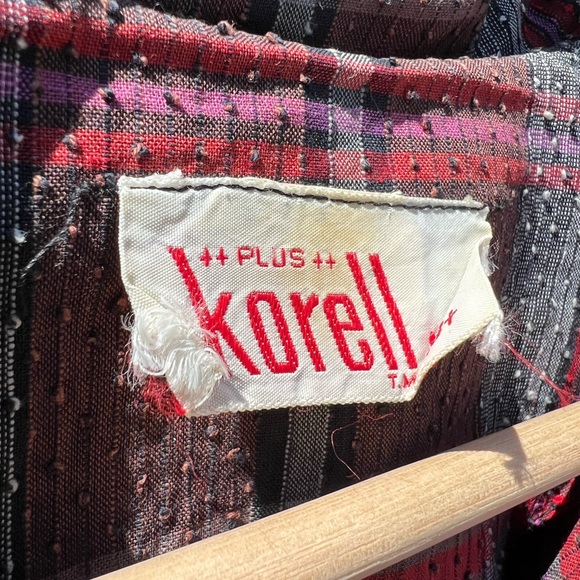 ++ PLUS ++
korell
T.M.